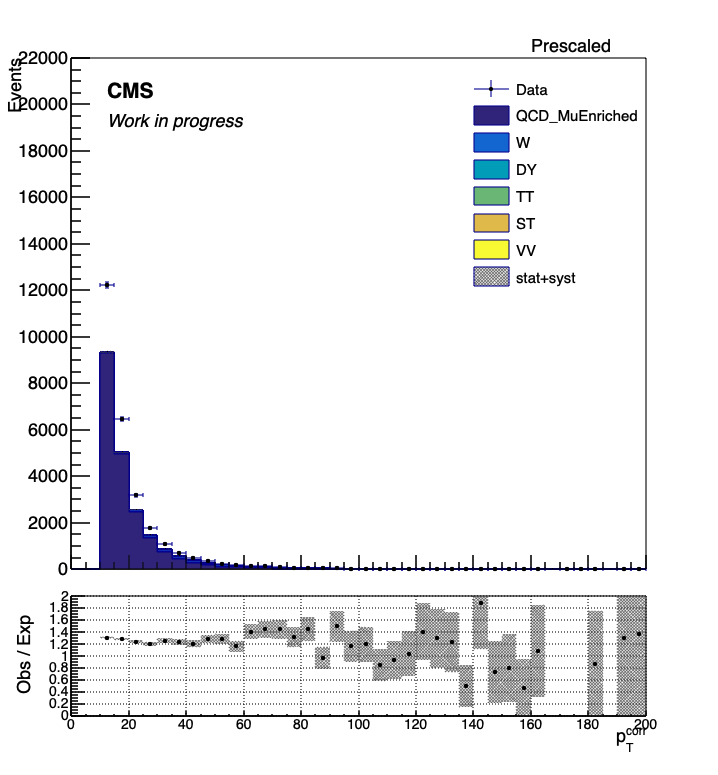 Prescaled
Events
22000
20000
18000
16000
14000
12000
10000
8000
6000
4000
2000
0
CMS
Work in progress
Data
QCD_MuEnriched
W
DY
TT
ST
VV
stat+syst
Obs / Exp
2
1.8
1.6
1.4
1.2
1
0.8
0.6
0.4
0.2
0
0 20 40 60 80 100 120 140 160 180 200
p_T^corr